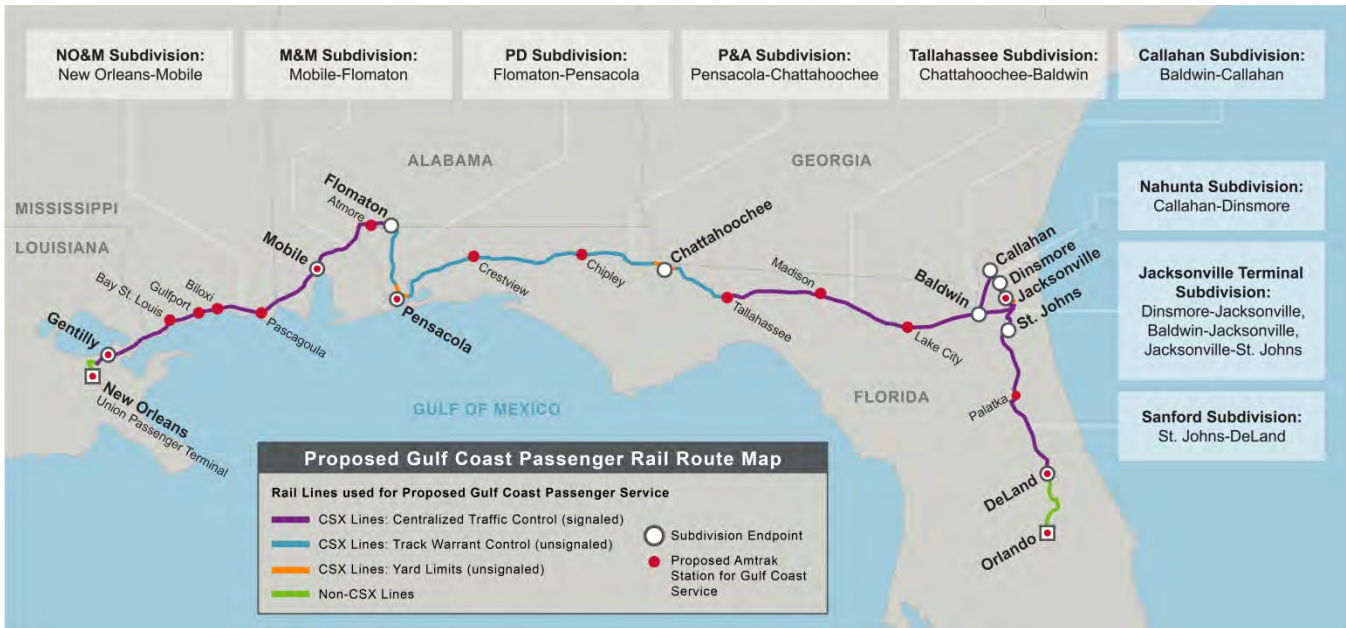 NO&M Subdivision:
New Orleans-Mobile
M&M Subdivision:
Mobile-Flomaton
PD Subdivision:
Flomaton-Pensacola
P&A Subdivision:
Pensacola-Chattahoochee
Tallahassee Subdivision:
Chattahoochee-Baldwin
Callahan Subdivision:
Baldwin-Callahan
Nahunta Subdivision:
Callahan-Dinsmore
Jacksonville Terminal
Subdivision:
Dinsmore-Jacksonville,
Baldwin-Jacksonville,
Jacksonville-St. Johns
Sanford Subdivision:
St. Johns-DeLand
MISSISSIPPI
LOUISIANA
ALABAMA
GEORGIA
FLORIDA
GULF OF MEXICO
New Orleans
Union Passenger Terminal
Gentilly
Bay St. Louis
Gulfport
Biloxi
Pascagoula
Mobile
Atmore
Flomaton
Pensacola
Crestview
Chipley
Chattahoochee
Tallahassee
Madison
Lake City
Baldwin
Callahan
Dinsmore
Jacksonville
St. Johns
Palatka
DeLand
Orlando
Proposed Gulf Coast Passenger Rail Route Map
Rail Lines used for Proposed Gulf Coast Passenger Service
CSX Lines: Centralized Traffic Control (signaled)
CSX Lines: Track Warrant Control (unsignaled)
CSX Lines: Yard Limits (unsignaled)
Non-CSX Lines
Subdivision Endpoint
Proposed Amtrak
Station for Gulf Coast
Service